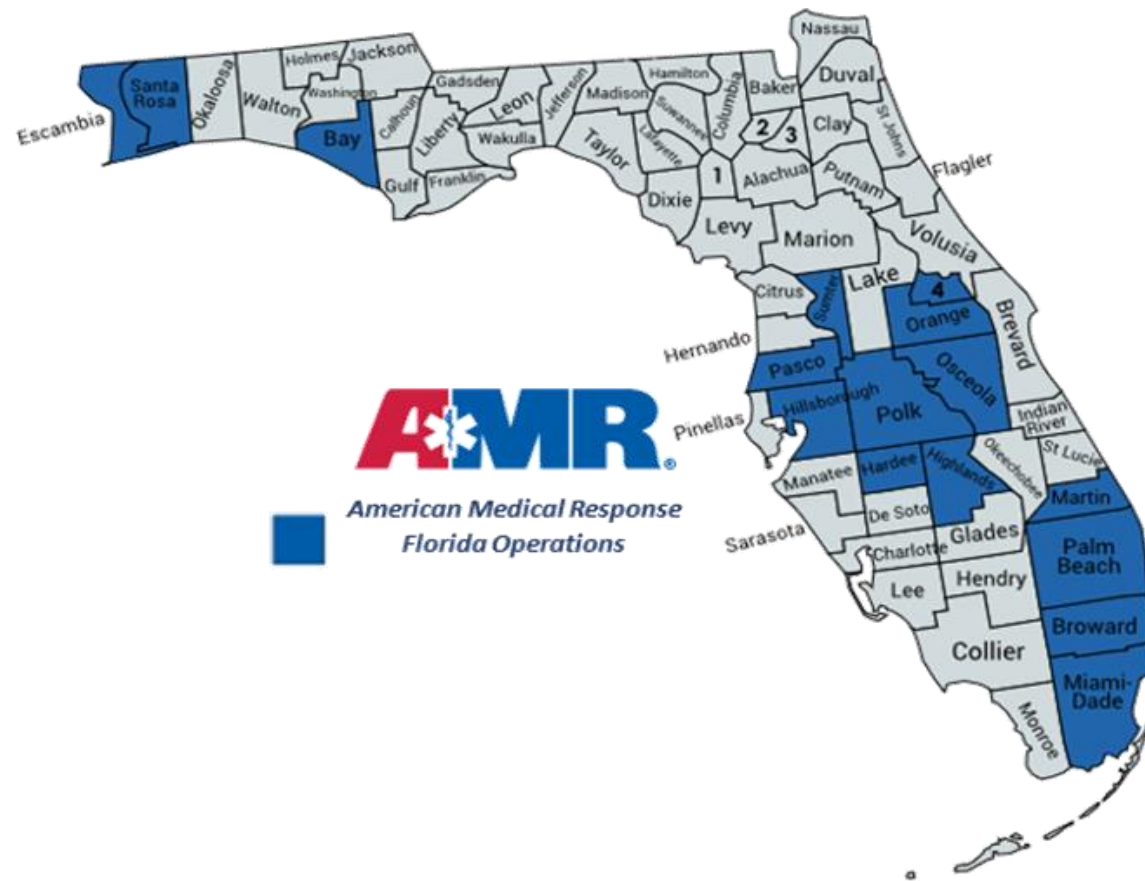 Nassau
Holmes
Jackson
Duval
Gadsden
Hamilton
Baker
Columbia
Santa
Rosa
Okaloosa
Walton
Washington
Leon
Jefferson
Madison
Suwannee
2
3
Clay
St Johns
Escambia
Bay
Calhoun
Liberty
Wakulla
Taylor
Lafayette
1
Alachua
Putnam
Flagler
Gulf
Franklin
Dixie
Levy
Marion
Volusia
Citrus
Sumter
Lake
4
Orange
Brevard
Hernando
Pasco
Osceola
AMR®
Pinellas
Hillsborough
Polk
Indian
River
Manatee
Hardee
Highlands
Okeechobee
St Lucie
American Medical Response
Florida Operations
Sarasota
De Soto
Glades
Martin
Charlotte
Palm
Beach
Lee
Hendry
Broward
Collier
Miami-
Dade
Monroe